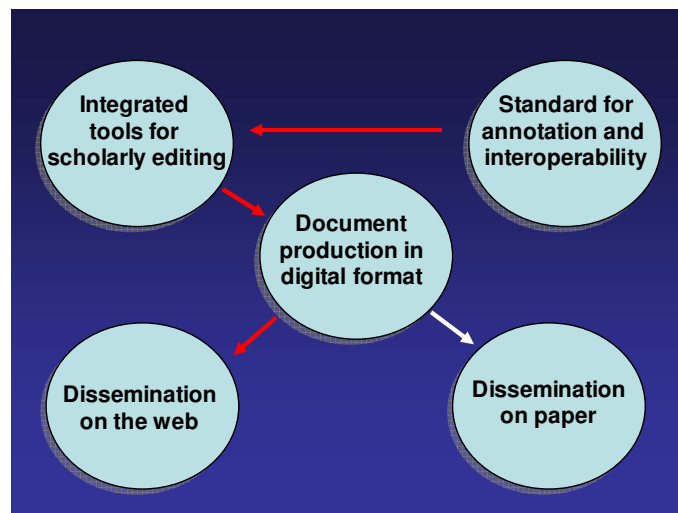 Integrated
tools for
scholarly editing
Standard for
annotation and
interoperability
Document
production in
digital format
Dissemination
on the web
Dissemination
on paper